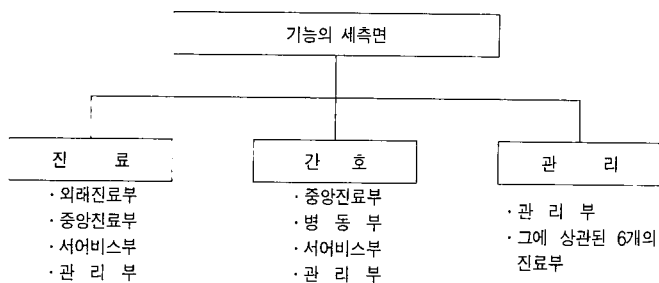 기능의 세측면
진 료
간 호
관 리
· 외래진료부
· 중앙진료부
· 서어비스부
· 관 리 부
· 중앙진료부
· 병 동 부
· 서어비스부
· 관 리 부
· 관 리 부
· 그에 상관된 6개의
진료부